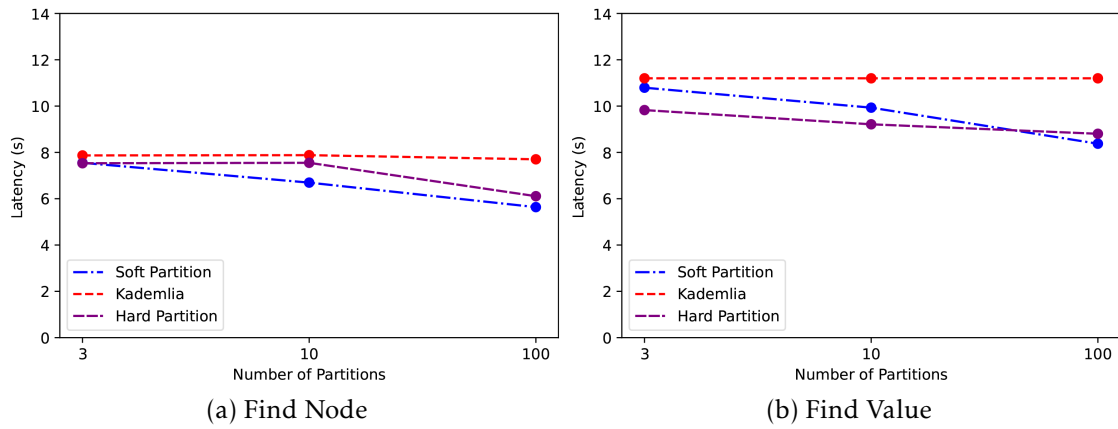 14
12
10
8
6
4
2
0
Latency (s)
Soft Partition
Kademlia
Hard Partition
3
10
100
Number of Partitions
(a) Find Node
14
12
10
8
6
4
2
0
Latency (s)
Soft Partition
Kademlia
Hard Partition
3
10
100
Number of Partitions
(b) Find Value